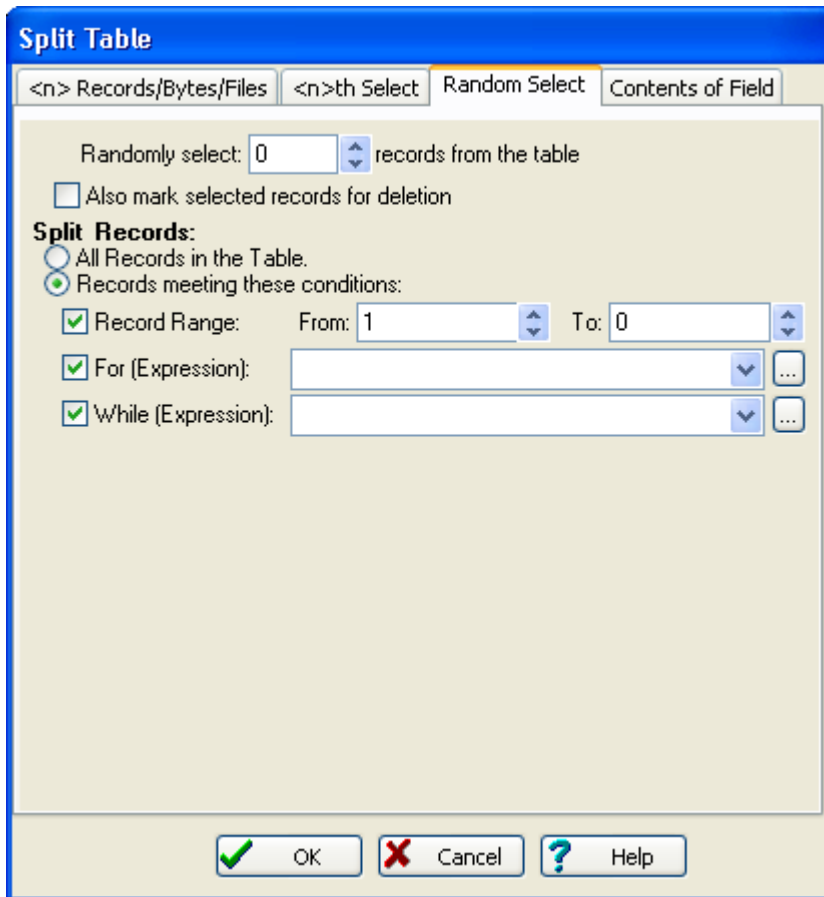 Split Table
<n> Records/Bytes/Files <n>th Select Random Select Contents of Field
Randomly select: 0 records from the table
Also mark selected records for deletion
Split Records:
All Records in the Table.
Records meeting these conditions:
Record Range: From: 1 To: 0
For (Expression): ...
While (Expression): ...
OK Cancel ? Help